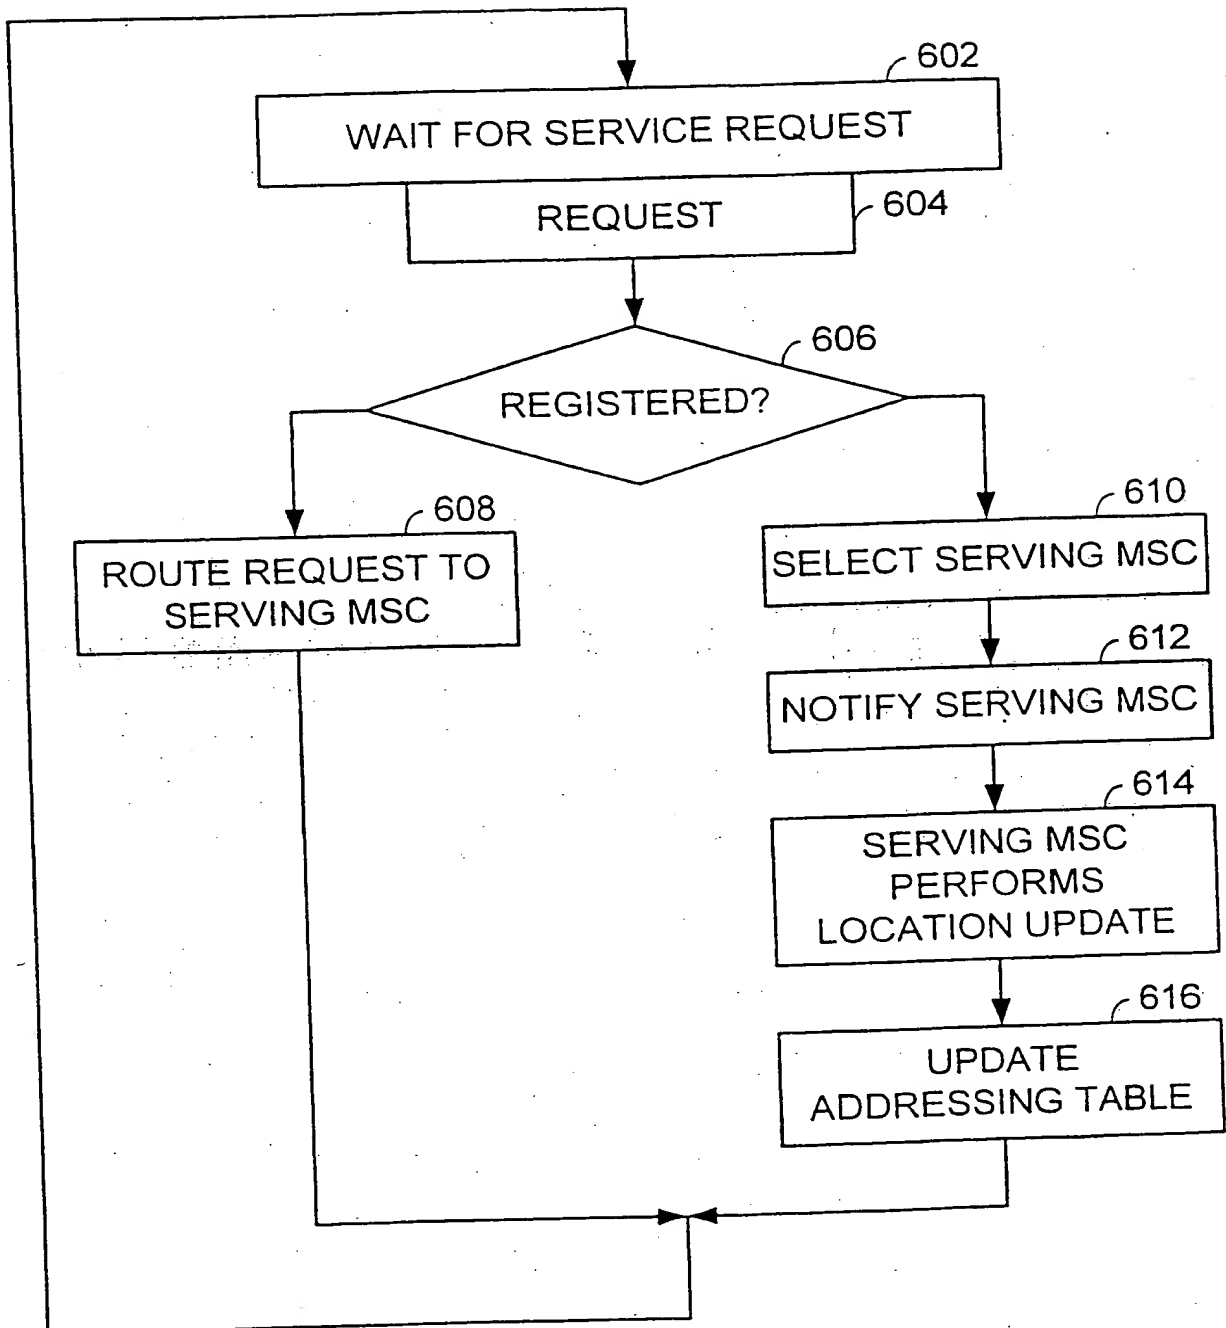 602
WAIT FOR SERVICE REQUEST
REQUEST
604
606
REGISTERED?
608
ROUTE REQUEST TO
SERVING MSC
610
SELECT SERVING MSC
612
NOTIFY SERVING MSC
614
SERVING MSC
PERFORMS
LOCATION UPDATE
616
UPDATE
ADDRESSING TABLE